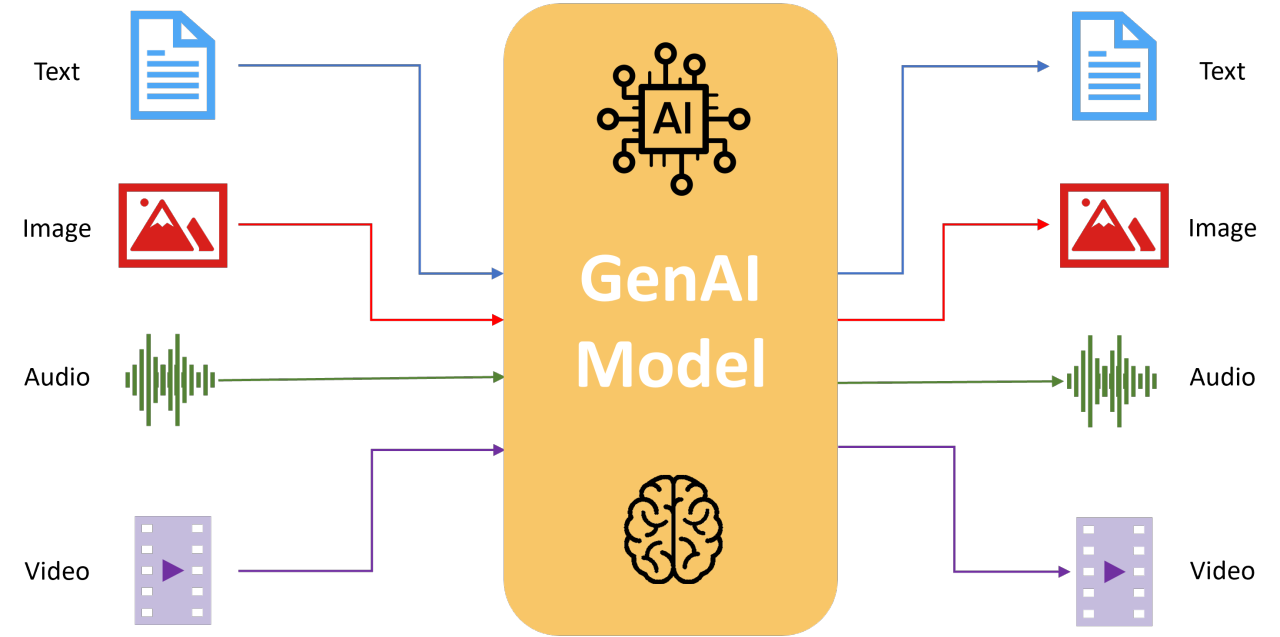 Text
Image
Audio
Video
AI
GenAI
Model
Text
Image
Audio
Video